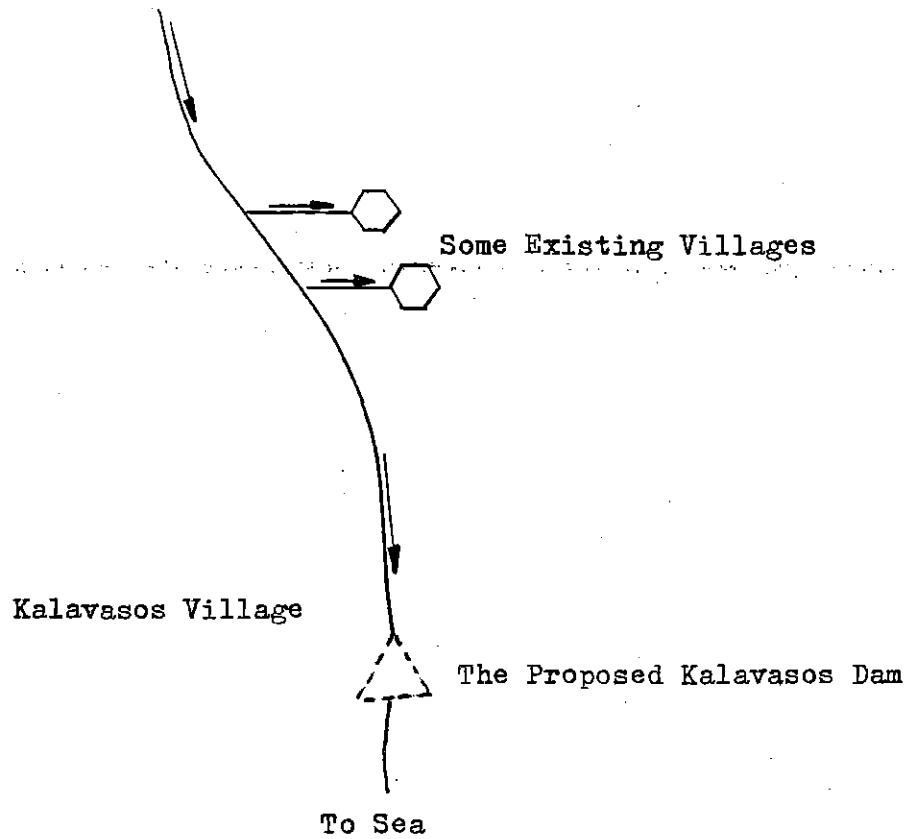 Some Existing Villages
Kalavasos Village
The Proposed Kalavasos Dam
To Sea